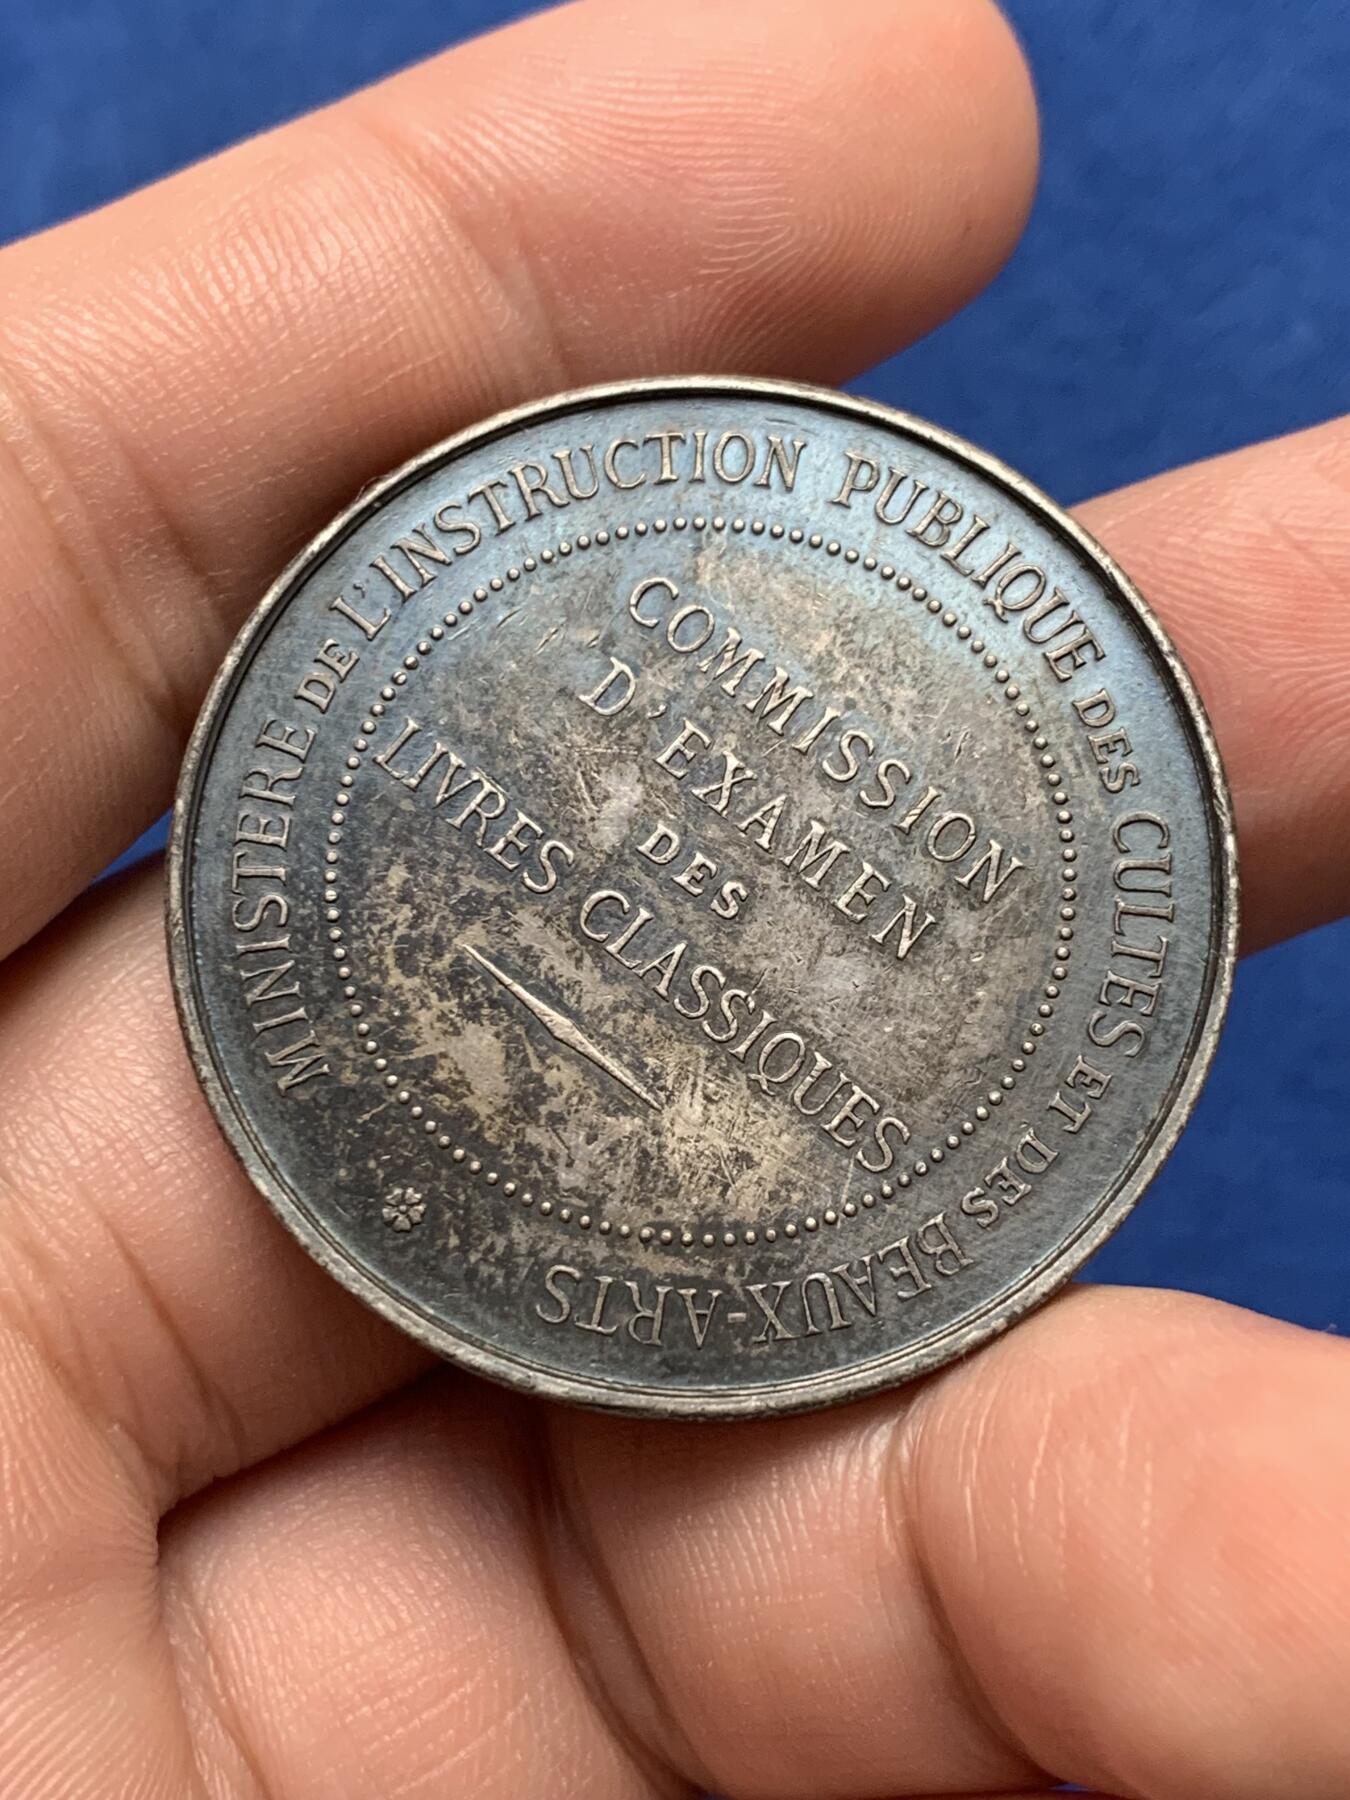 MINISTERE DE L'INSTRUCTION PUBLIQUE DES CULTES ET DES BEAUX-ARTS
COMMISSION
D'EXAMEN
DES
LIVRES CLASSIQUES